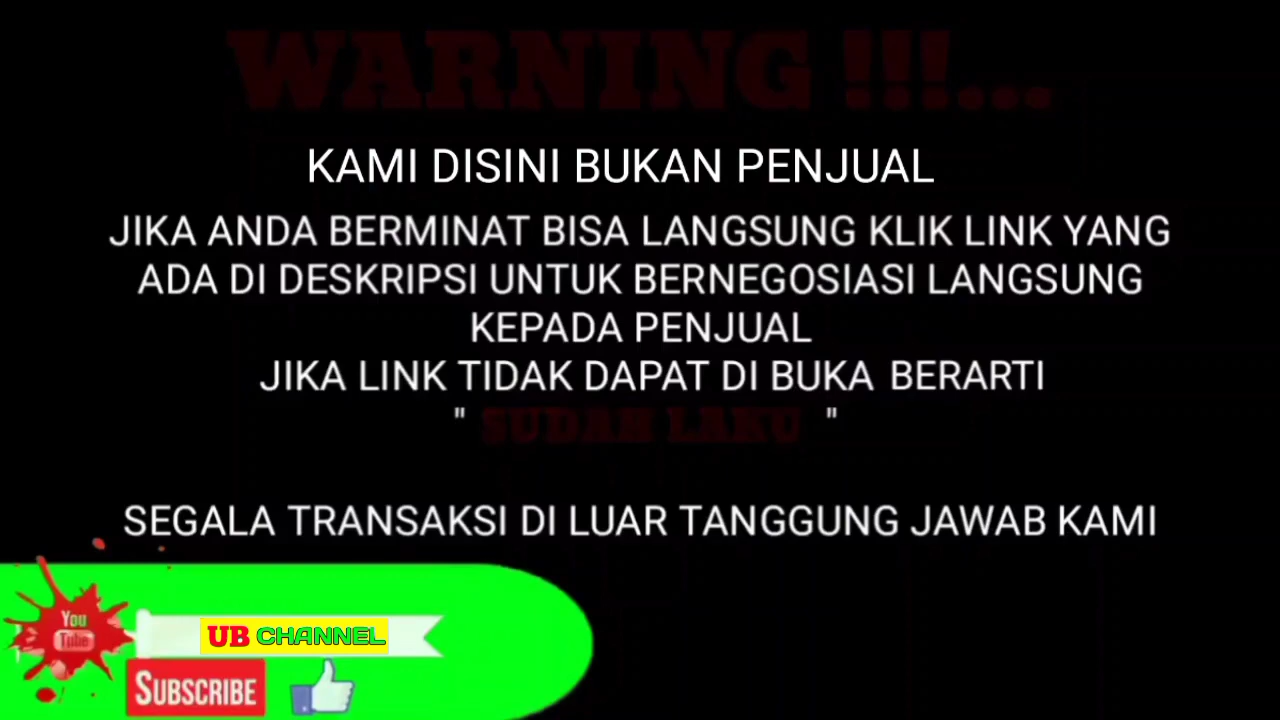 WARNING !!!...
KAMI DISINI BUKAN PENJUAL
JIKA ANDA BERMINAT BISA LANGSUNG KLIK LINK YANG
ADA DI DESKRIPSI UNTUK BERNEGOSIASI LANGSUNG
KEPADA PENJUAL
JIKA LINK TIDAK DAPAT DI BUKA BERARTI
" SUDAH LAKU "
SEGALA TRANSAKSI DI LUAR TANGGUNG JAWAB KAMI
You
Tube
UB CHANNEL
SUBSCRIBE